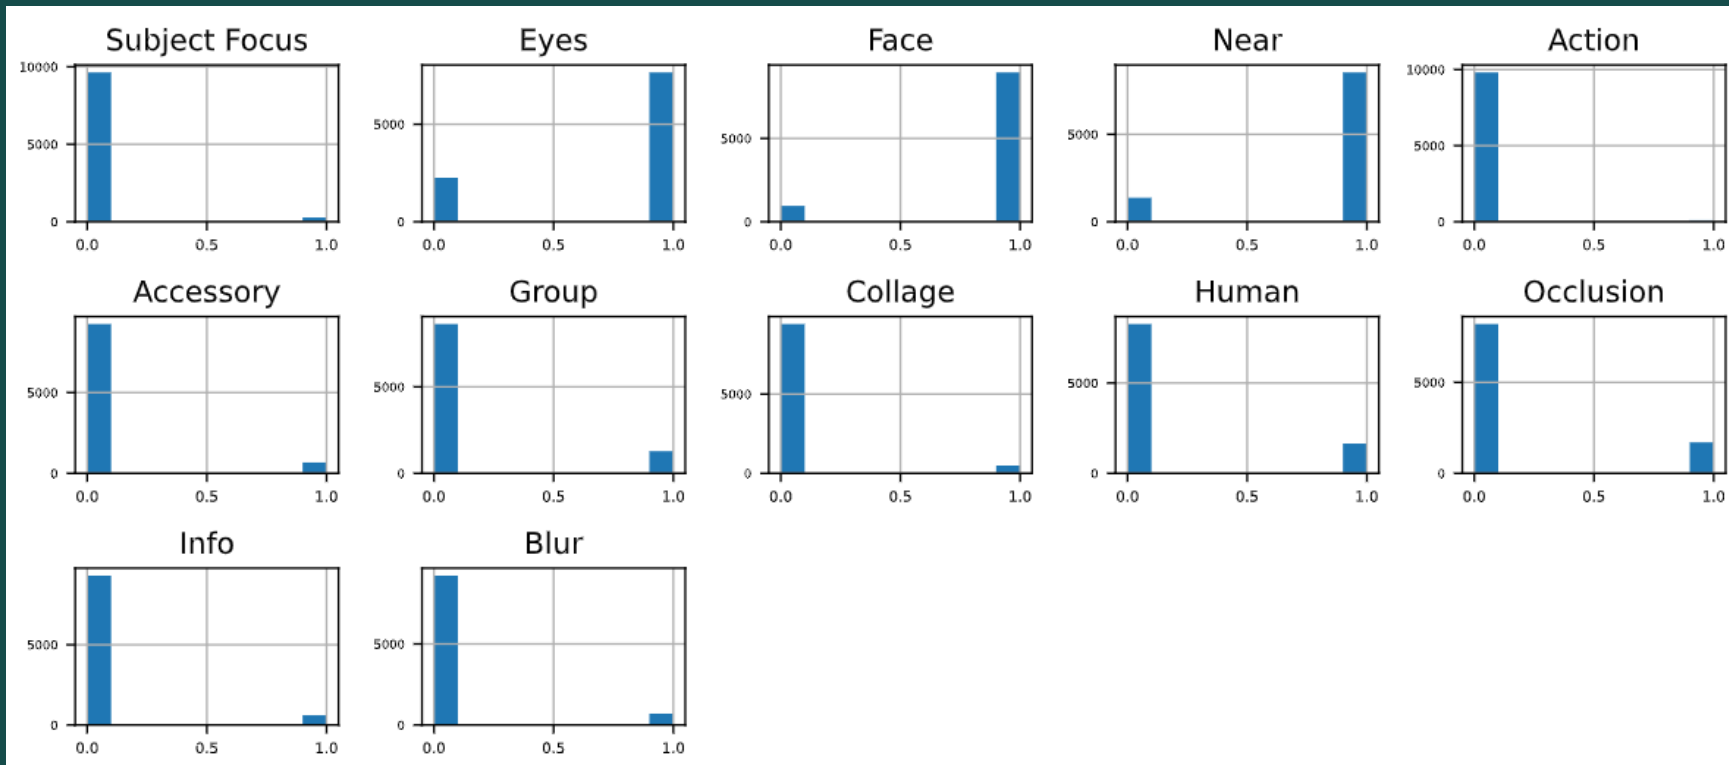 Subject Focus Eyes Face Near Action
10000 10000
5000 5000 5000 5000 5000
0 0 0 0 0
0.0 0.5 1.0 0.0 0.5 1.0 0.0 0.5 1.0 0.0 0.5 1.0 0.0 0.5 1.0
Accessory Group Collage Human Occlusion
5000 5000 5000 5000 5000
0 0 0 0 0
0.0 0.5 1.0 0.0 0.5 1.0 0.0 0.5 1.0 0.0 0.5 1.0 0.0 0.5 1.0
Info Blur
5000 5000
0 0
0.0 0.5 1.0 0.0 0.5 1.0